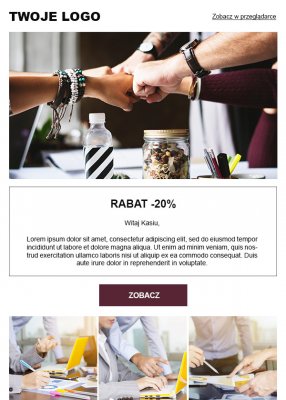 TWOJE LOGO
Zobacz w przeglądarce
RABAT -20%
Witaj Kasiu,
Lorem ipsum dolor sit amet, consectetur adipiscing elit, sed do eiusmod tempor
incididunt ut labore et dolore magna aliqua. Ut enim ad minim veniam, quis nos-
trud exercitation ullamco laboris nisi ut aliquip ex ea commodo consequat. Duis
aute irure dolor in reprehenderit in voluptate.
ZOBACZ